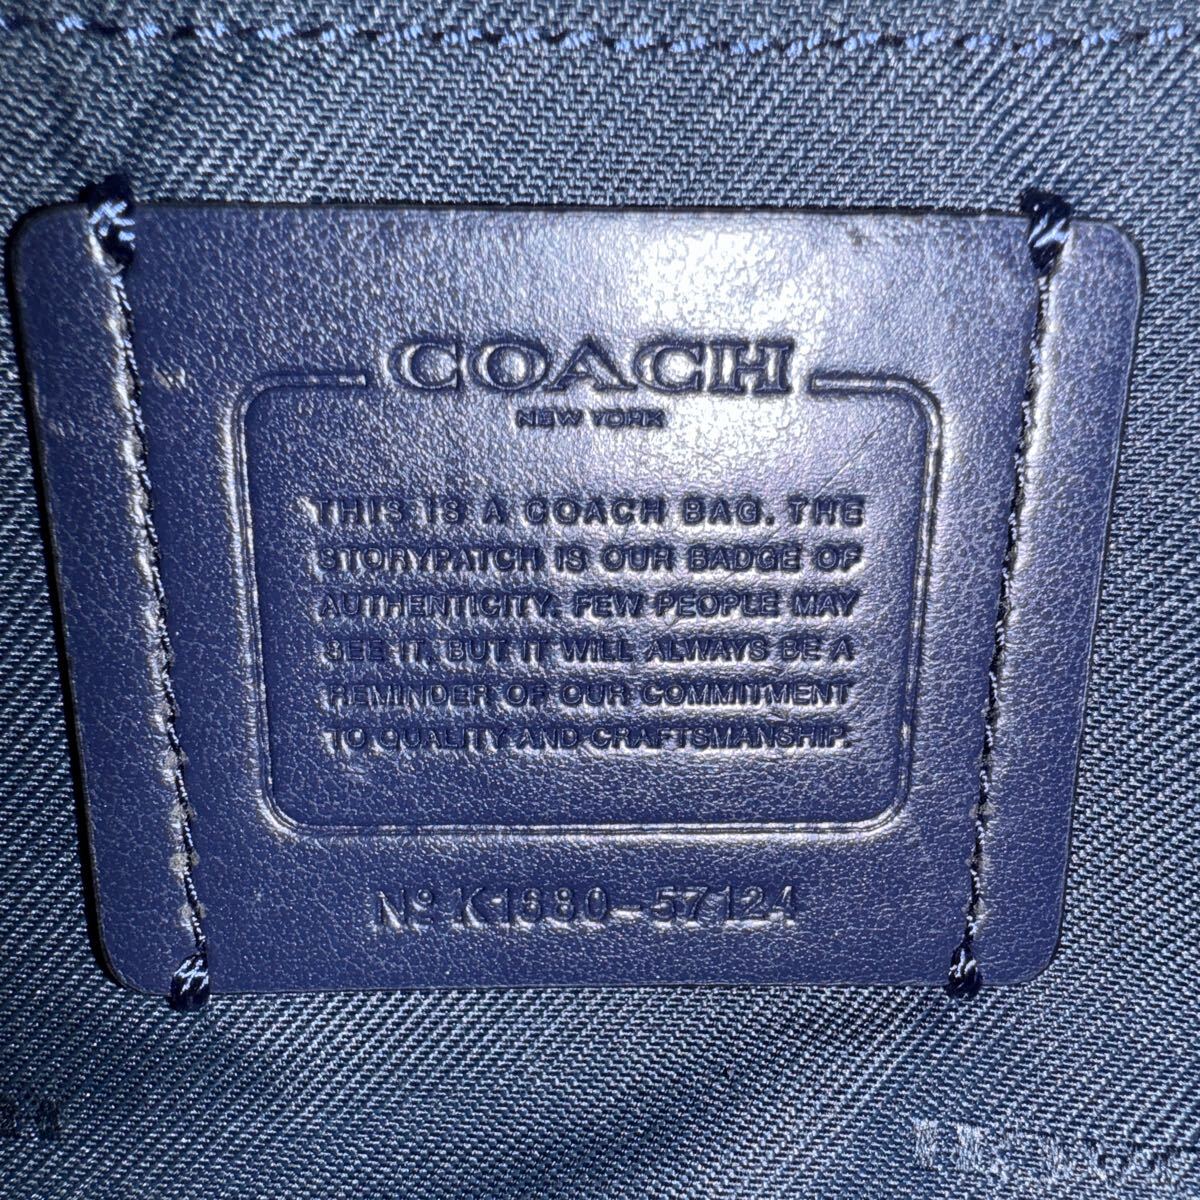 COACH
NEW YORK
THIS IS A COACH BAG. THE
STORYPATCH IS OUR BADGE OF
AUTHENTICITY. FEW PEOPLE MAY
SEE IT, BUT IT WILL ALWAYS BE A
REMINDER OF OUR COMMITMENT
TO QUALITY AND CRAFTSMANSHIP.
Nº K1680-57124